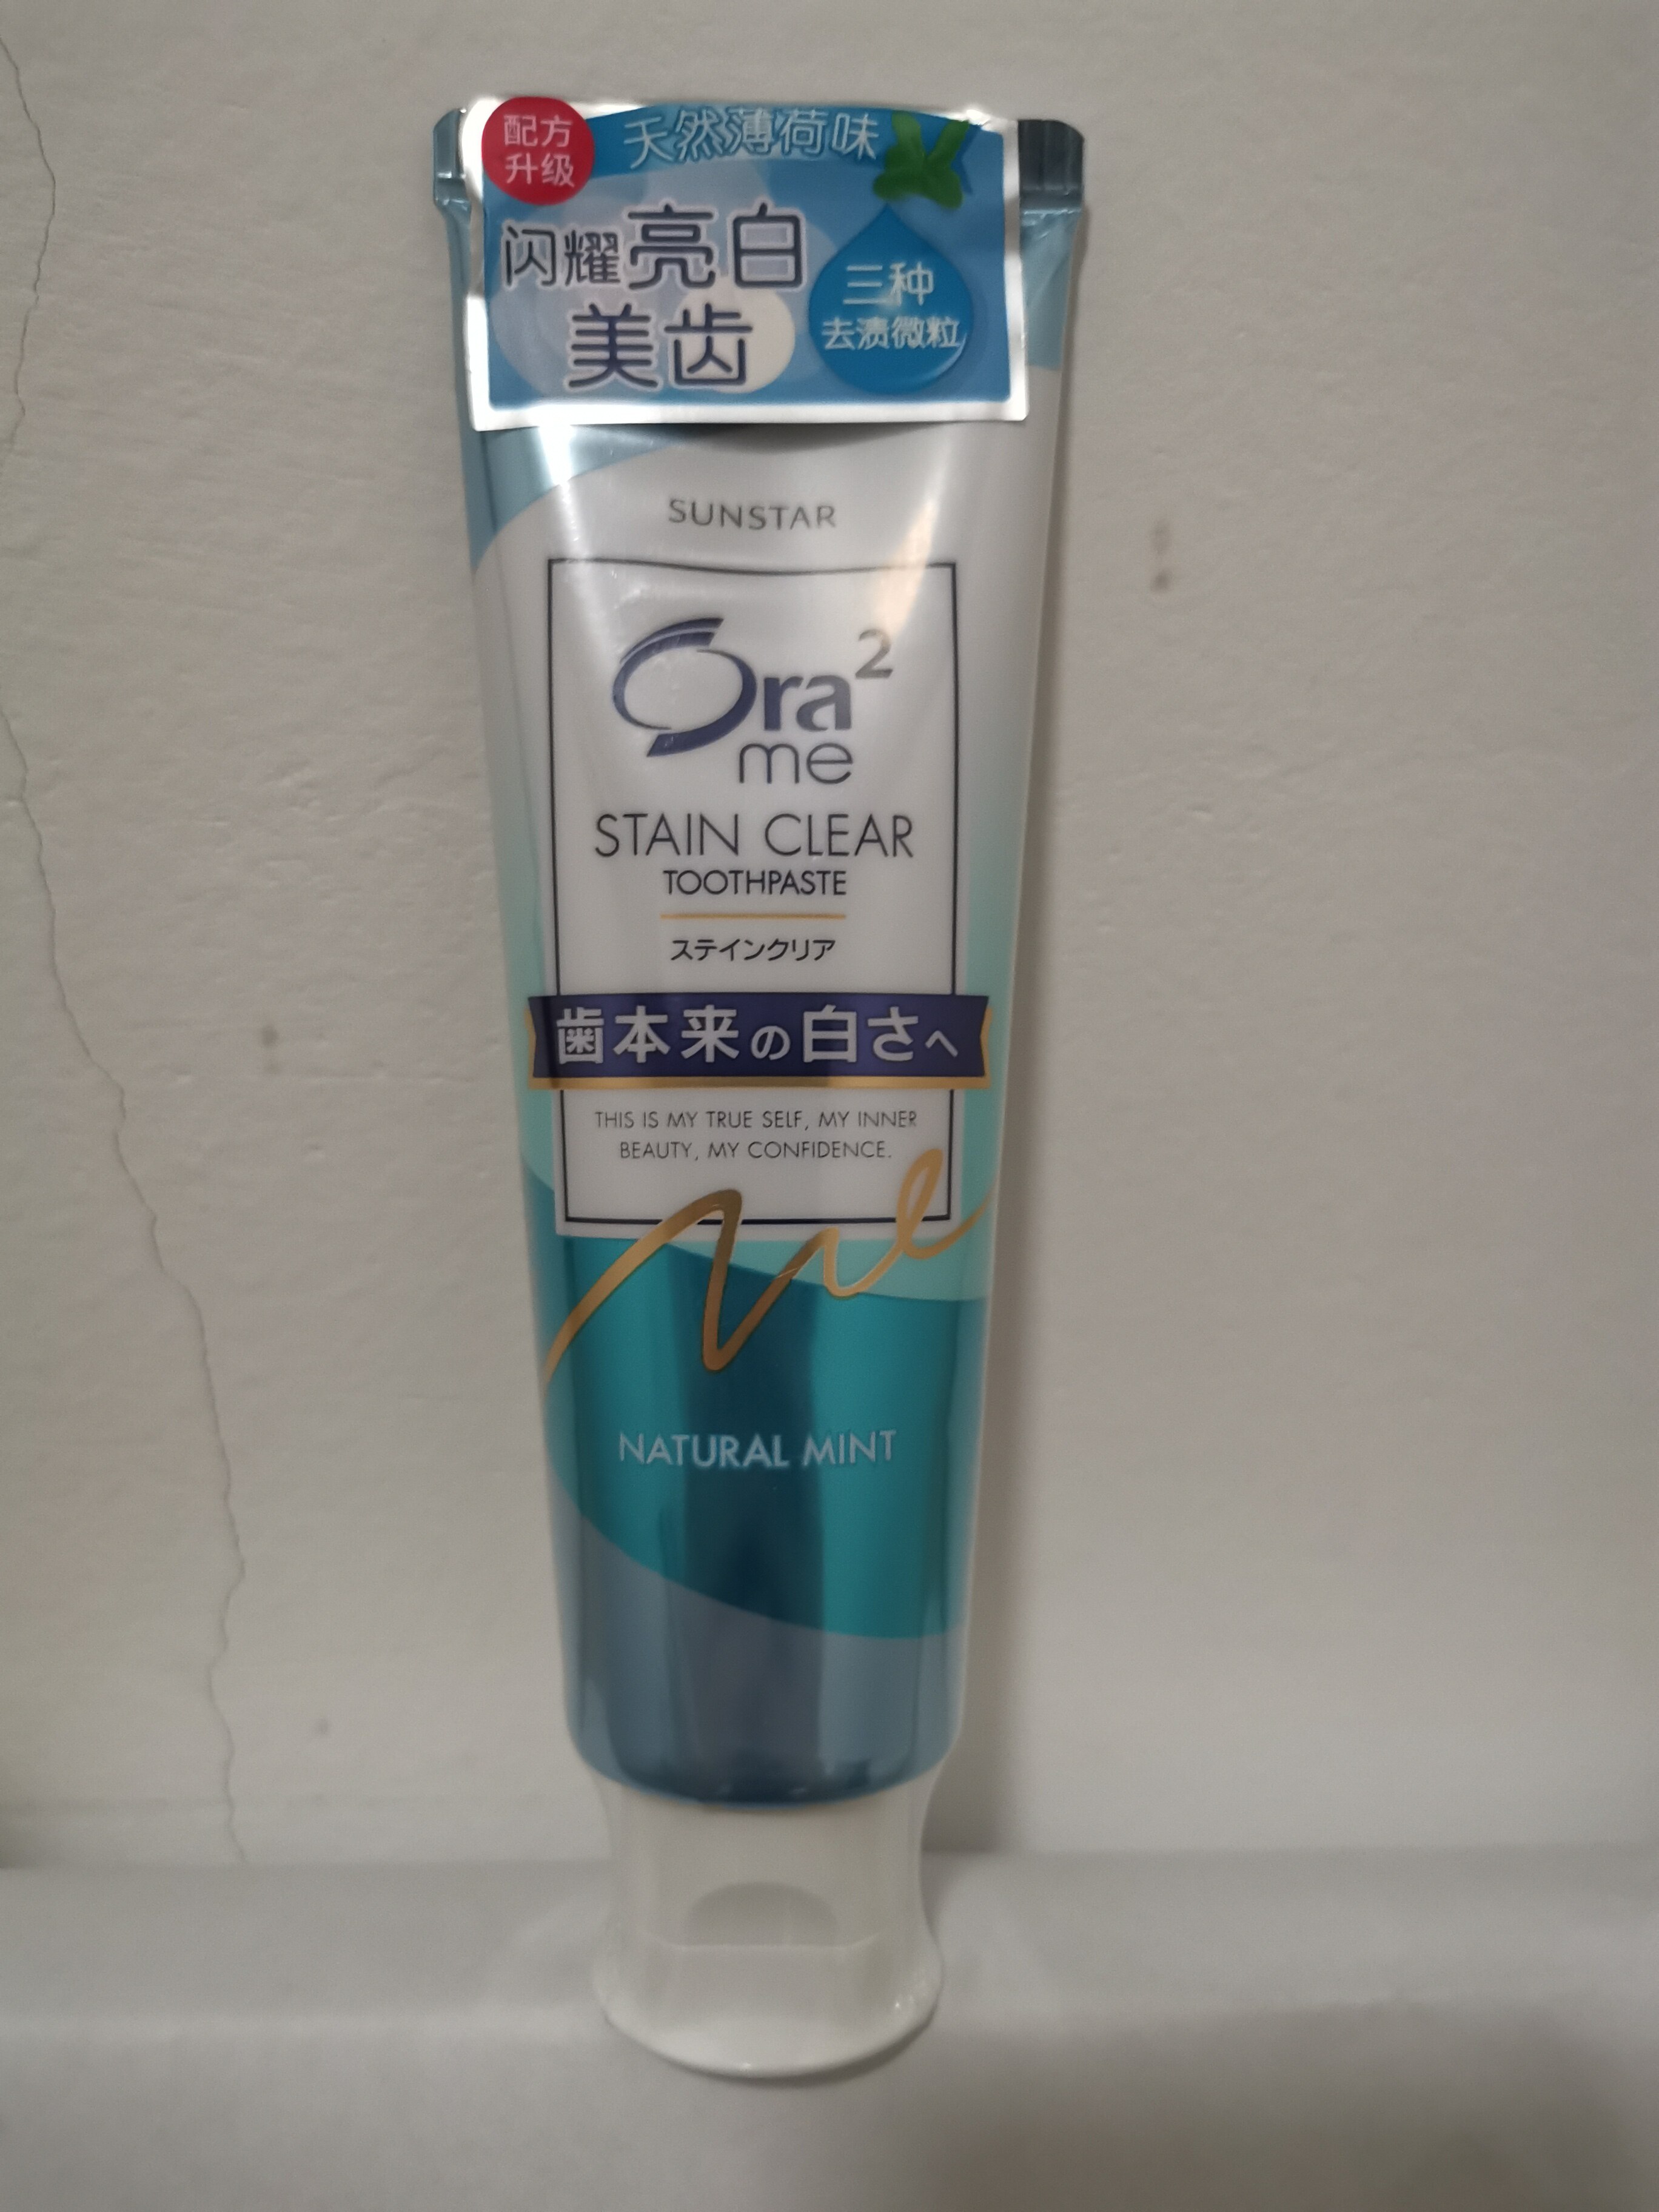 配方
升级
天然薄荷味
闪耀亮白
美齿
三种
去渍微粒
SUNSTAR
Ora²
me
STAIN CLEAR
TOOTHPASTE
ステインクリア
歯本来の白さへ
THIS IS MY TRUE SELF, MY INNER
BEAUTY, MY CONFIDENCE.
Me
NATURAL MINT